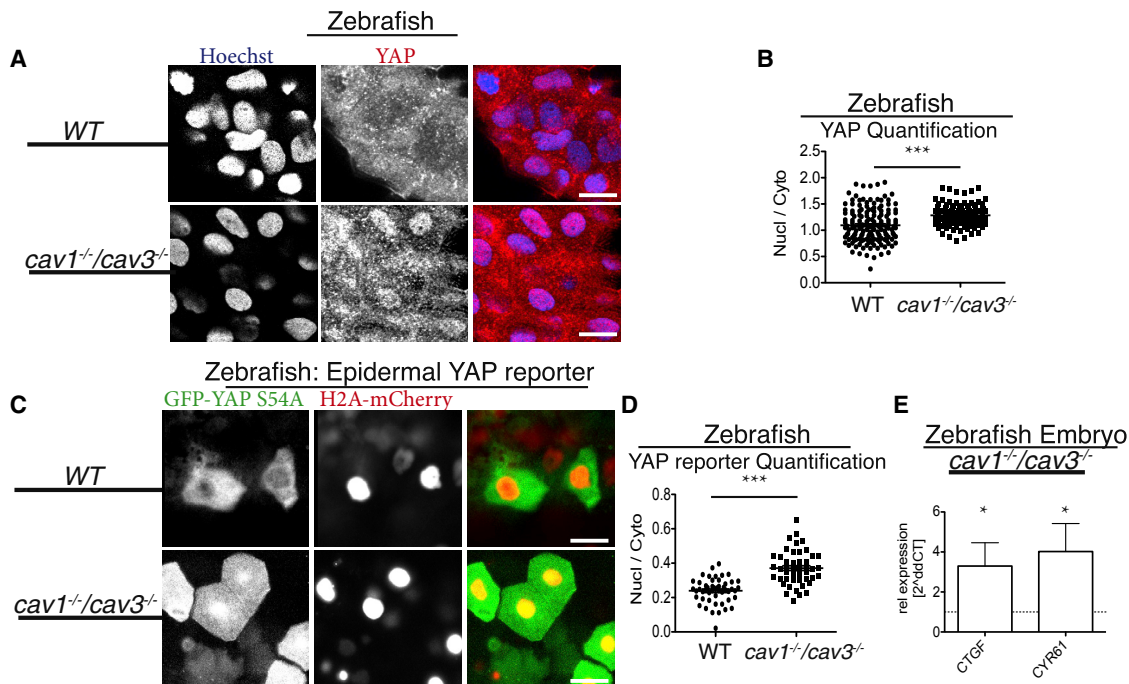 Zebrafish
A
Hoechst YAP
WT
cav1-/-/cav3-/-
B
Zebrafish
YAP Quantification
***
2.5
2.0
1.5
1.0
0.5
0.0
Nucl / Cyto
WT cav1-/-/cav3-/-
Zebrafish: Epidermal YAP reporter
C
GFP-YAP S54A H2A-mCherry
WT
cav1-/-/cav3-/-
D
Zebrafish
YAP reporter Quantification
***
0.8
0.6
0.4
0.2
0.0
Nucl / Cyto
WT cav1-/-/cav3-/-
E
Zebrafish Embryo
cav1-/-/cav3-/-
* *
6
4
2
0
rel expression
[2^ddCT]
CTGF
CYR61